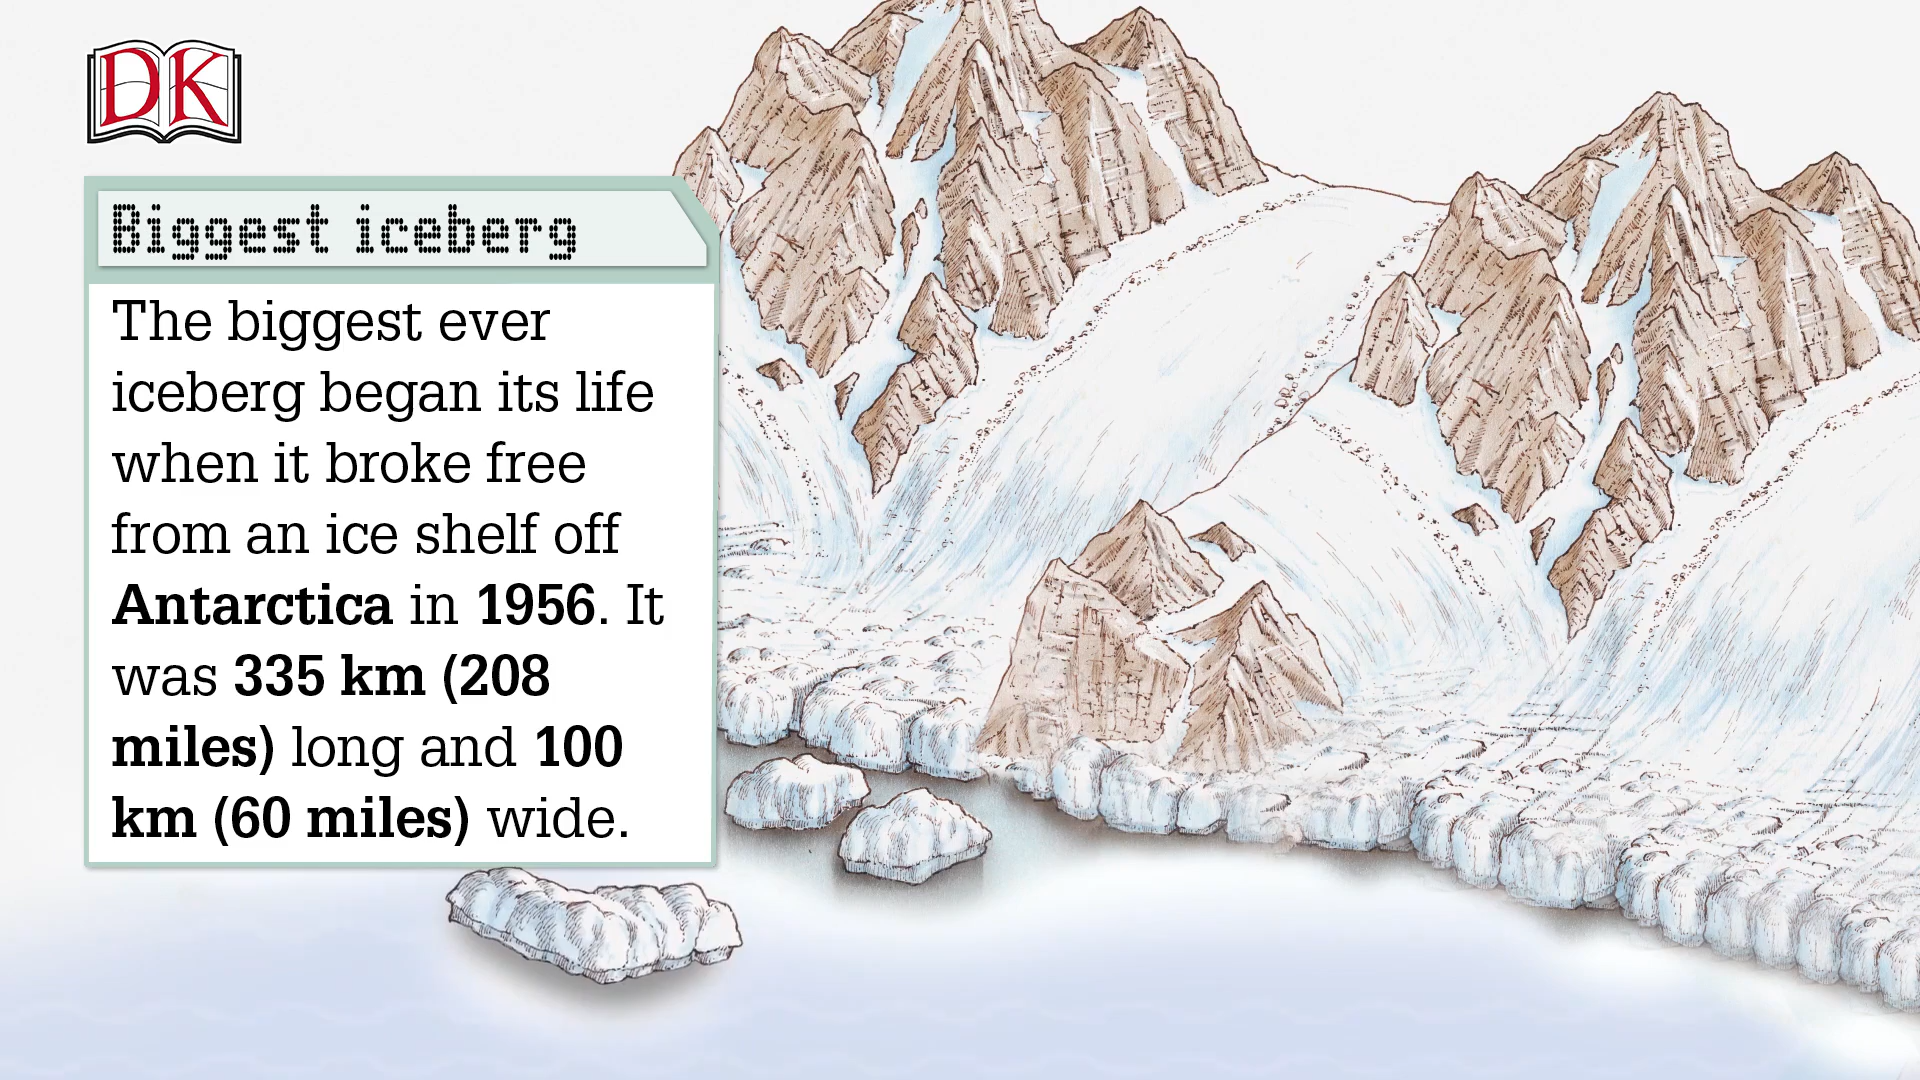 DK
Biggest iceberg
The biggest ever
iceberg began its life
when it broke free
from an ice shelf off
Antarctica in 1956. It
was 335 km (208
miles) long and 100
km (60 miles) wide.